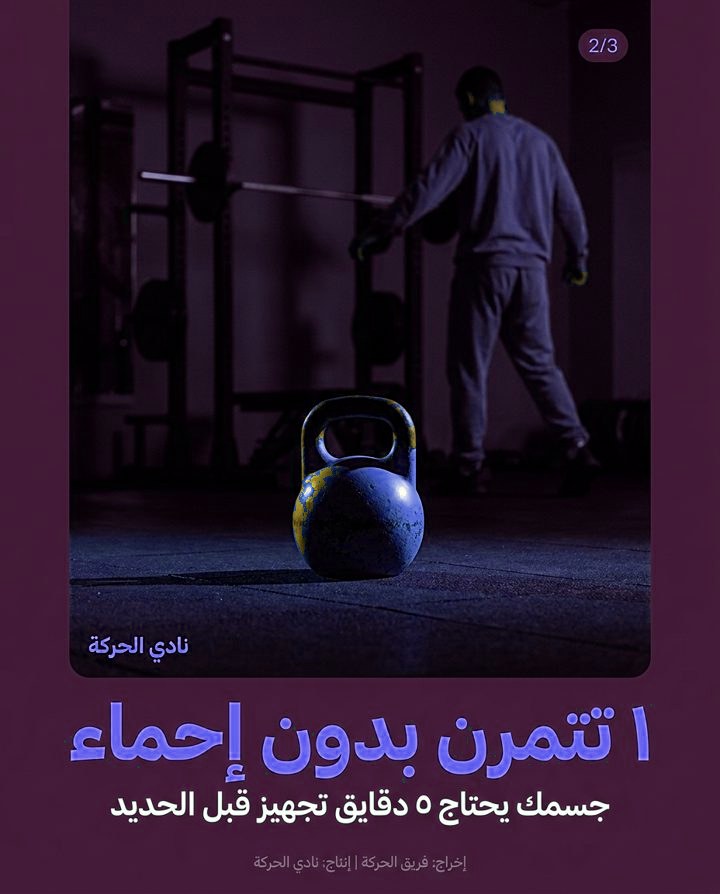 2/3
نادي الحركة
١ تتمرن بدون إحماء
جسمك يحتاج ٥ دقايق تجهيز قبل الحديد
إخراج: فريق الحركة | إنتاج: نادي الحركة